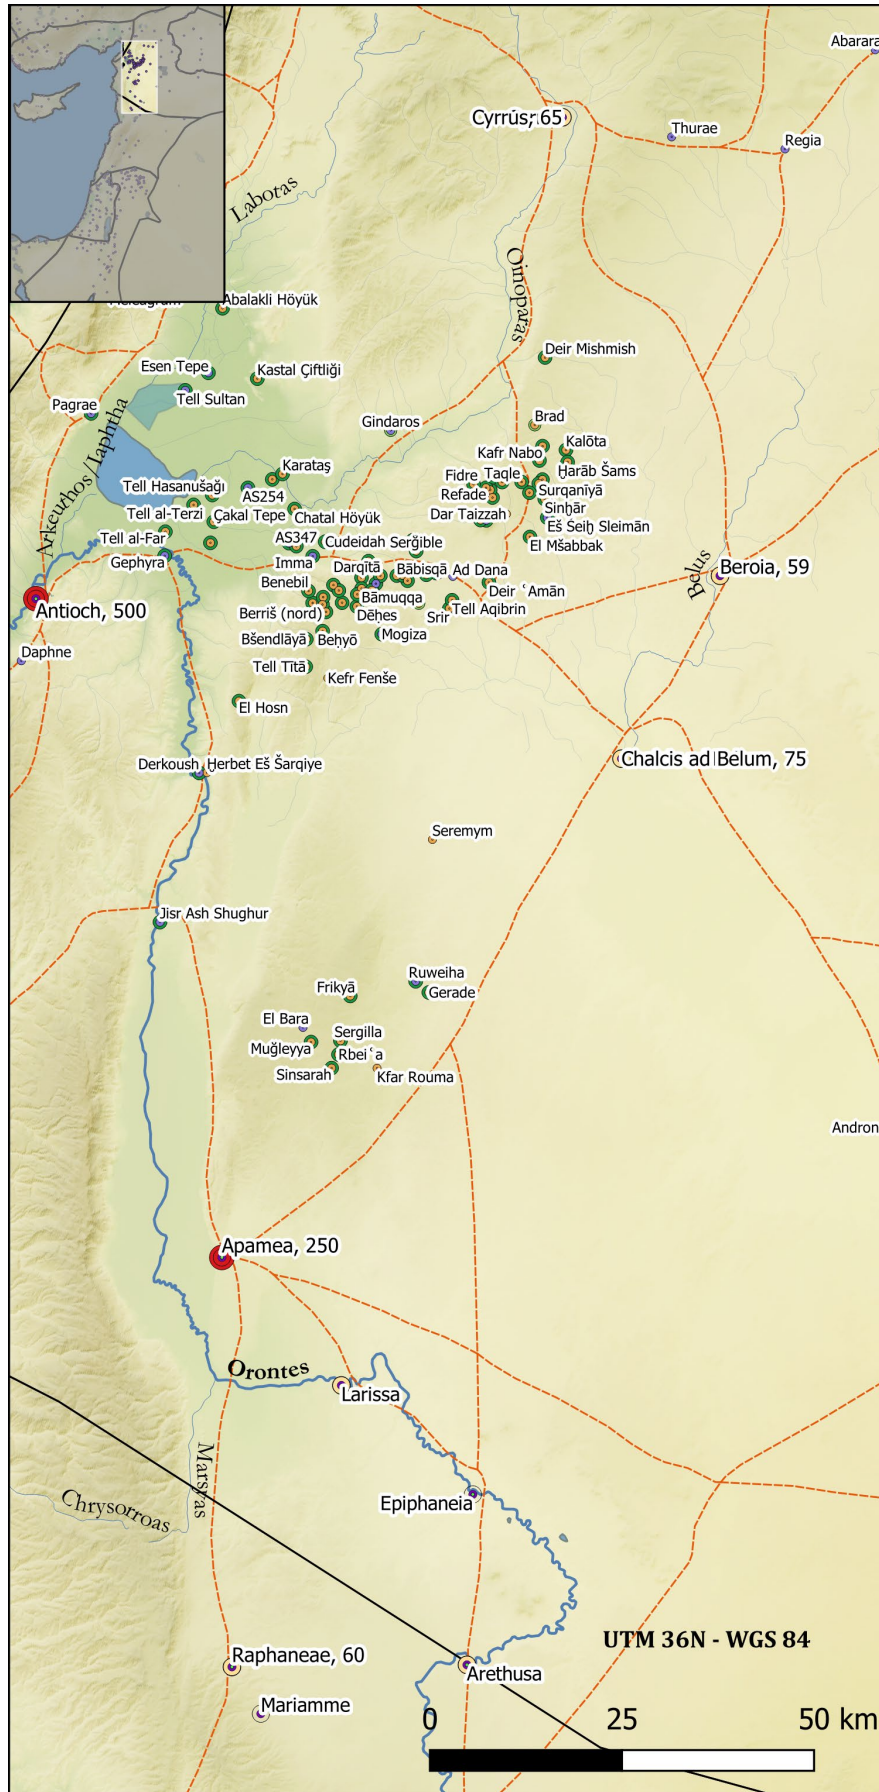 Abarara
Cyrrus, 65
Thurae
Regia
Labotas
Oinoparas
Abalakli Höyük
Deir Mishmish
Esen Tepe
Kastal Çiftliği
Tell Sultan
Pagrae
Gindaros
Brad
Arkeurhos/Iaphtha
Kafr Nabo
Kalōta
Karataş
Fidre
Taqle
Ḫarāb Šams
Tell Hasanuşağı
AS254
Refade
Surqanīyā
Sinḫār
Tell al-Terzi
Çakal Tepe
Chatal Höyük
Dar Taizzah
Eš Šeiḫ Sleimān
Tell al-Far
AS347
Cudeidah
Serğible
El Mšabbak
Gephyra
Imma
Darqītā
Bābisqā
Ad Dana
Belus
Beroia, 59
Benebil
Bāmuqqa
Deir ʿAmān
Antioch, 500
Berriš (nord)
Dēḥes
Srir
Tell Aqibrin
Bšendlāyā
Beḥyō
Mogiza
Daphne
Tell Tītā
Kefr Fenše
El Hosn
Derkoush
Ḫerbet Eš Šarqiye
Chalcis ad Belum, 75
Seremym
Jisr Ash Shughur
Ruweiha
Frikyā
Gerade
El Bara
Sergilla
Muğleyya
Rbeiʿa
Sinsarah
Kfar Rouma
Andron
Apamea, 250
Orontes
Larissa
Marsyas
Epiphaneia
Chrysorroas
UTM 36N - WGS 84
Raphaneae, 60
Arethusa
Mariamme
0 25 50 km